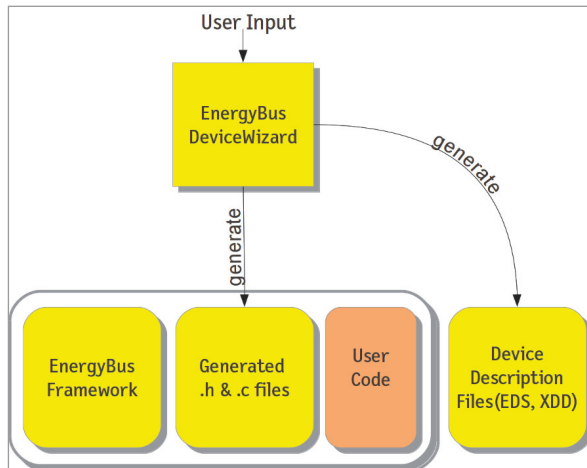 User Input
EnergyBus
DeviceWizard
generate
generate
EnergyBus
Framework
Generated
.h & .c files
User
Code
Device
Description
Files(EDS, XDD)